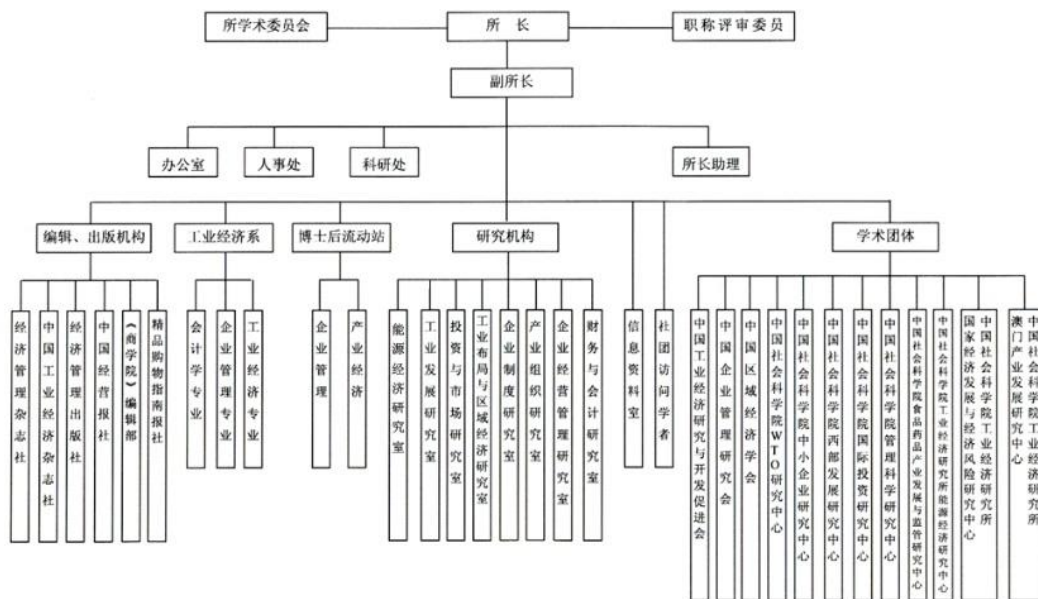 所学术委员会
所 长
职称评审委员
副所长
办公室
人事处
科研处
所长助理
编辑、出版机构
工业经济系
博士后流动站
研究机构
学术团体
经济管理杂志社
中国工业经济杂志社
经济管理出版社
中国经营报社
《商学院》编辑部
精品购物指南报社
会计学专业
企业管理专业
工业经济专业
企业管理
产业经济
能源经济研究室
工业发展研究室
投资与市场研究室
工业布局与区域经济研究室
企业制度研究室
产业组织研究室
企业经营管理研究室
财务与会计研究室
信息资料室
社团访问学者
中国工业经济研究与开发促进会
中国企业管理研究会
中国区域经济学会
中国社会科学院WTO研究中心
中国社会科学院中小企业研究中心
中国社会科学院西部发展研究中心
中国社会科学院国际投资研究中心
中国社会科学院管理科学研究中心
中国社会科学院食品药品产业发展与监管研究中心
中国社会科学院工业经济研究所能源经济研究中心
中国社会科学院工业经济研究所
国家经济发展与经济风险研究中心
中国社会科学院工业经济研究所
澳门产业发展研究中心